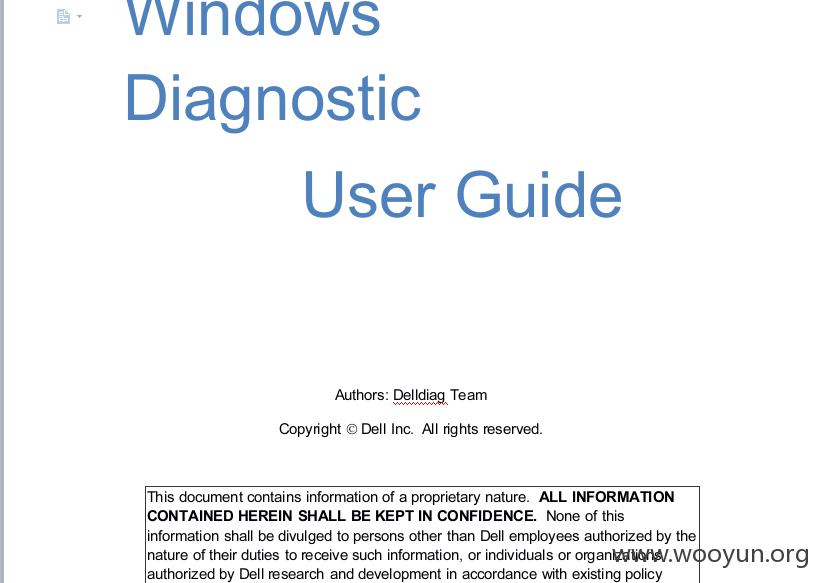 Windows
Diagnostic
User Guide
Authors: Delldiag Team
Copyright © Dell Inc.  All rights reserved.
This document contains information of a proprietary nature.  ALL INFORMATION
CONTAINED HEREIN SHALL BE KEPT IN CONFIDENCE.  None of this
information shall be divulged to persons other than Dell employees authorized by the
nature of their duties to receive such information, or individuals or organizations
authorized by Dell research and development in accordance with existing policy
www.wooyun.org